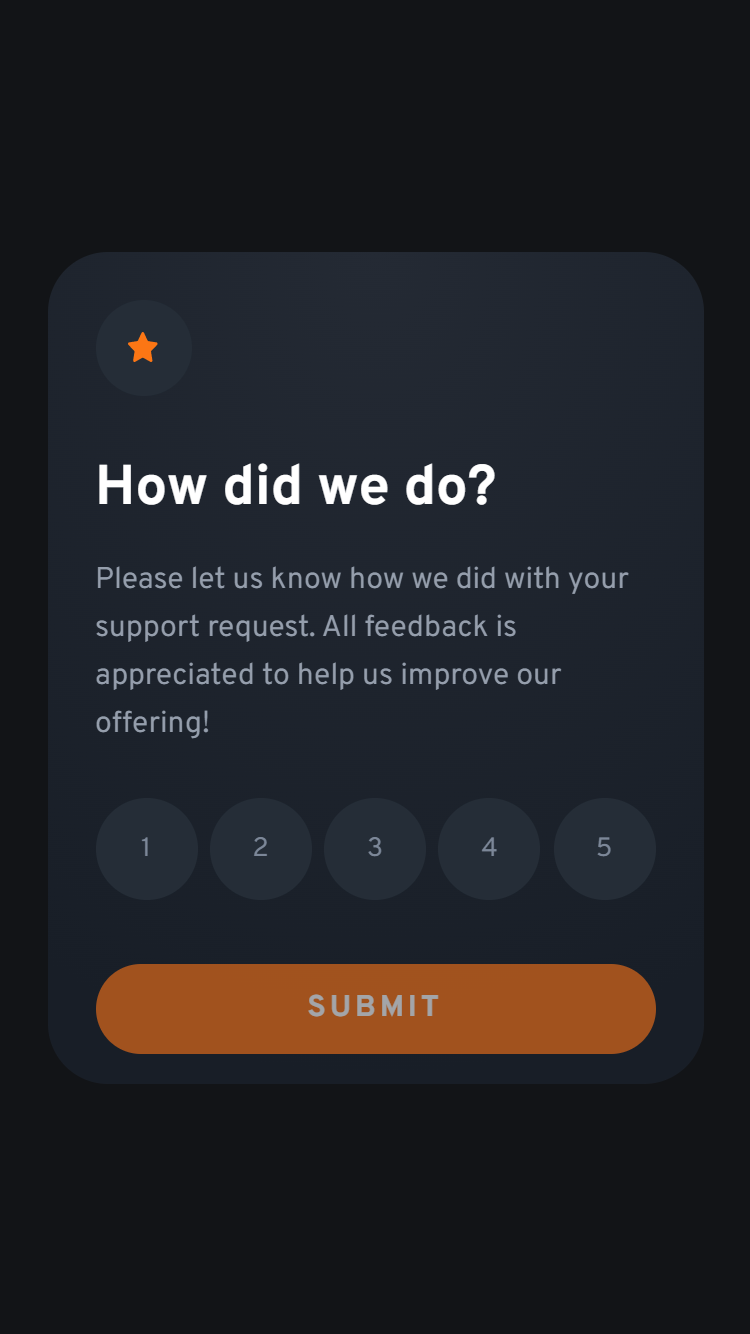 How did we do?
Please let us know how we did with your
support request. All feedback is
appreciated to help us improve our
offering!
1 2 3 4 5
SUBMIT